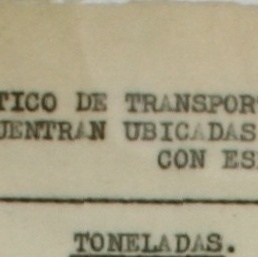 TICO DE TRANSPOR
UENTRAN UBICADAS
CON ES
TONELADAS.